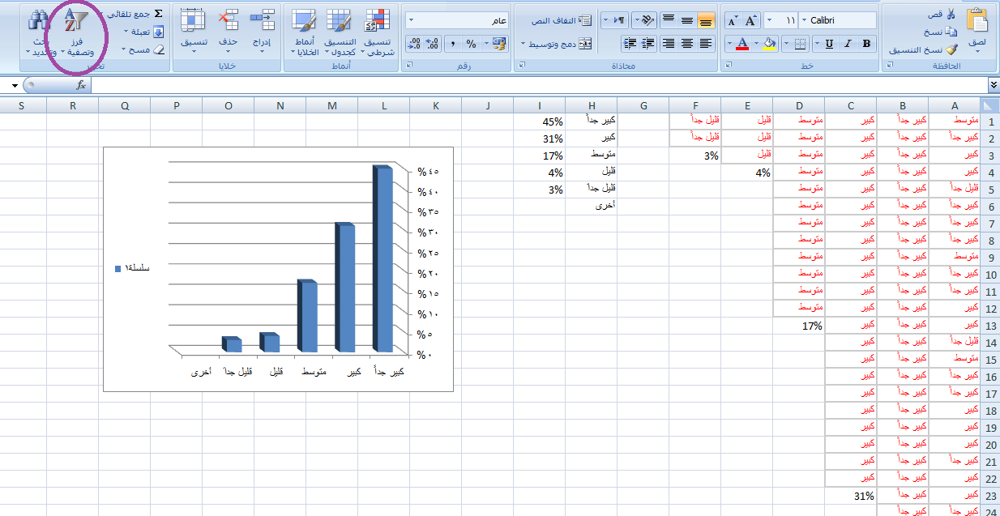 لصق
قص
نسخ
نسخ التنسيق
الحافظة
Calibri
١١
B I U
خط
التفاف النص
دمج وتوسيط
محاذاة
عام
%
رقم
تنسيق شرطي
التنسيق كجدول
أنماط الخلايا
أنماط
إدراج
حذف
تنسيق
خلايا
Σ جمع تلقائي
تعبئة
مسح
فرز وتصفية
fx
A B C D E F G H I J K L M N O P Q R S
1 متوسط كبير جداً كبير متوسط قليل قليل جداً كبير جداً 45%
2 كبير جداً كبير جداً كبير متوسط قليل قليل جداً كبير 31%
3 كبير كبير جداً كبير متوسط قليل 3% متوسط 17%
4 كبير كبير جداً كبير متوسط 4% قليل 4%
5 قليل جداً كبير جداً كبير متوسط قليل جداً 3%
6 كبير جداً كبير جداً كبير متوسط أخرى
7 كبير جداً كبير جداً كبير متوسط
8 كبير جداً كبير جداً كبير متوسط
9 متوسط كبير جداً كبير متوسط
10 كبير جداً كبير جداً كبير متوسط
11 كبير جداً كبير جداً كبير متوسط
12 كبير كبير جداً كبير متوسط
13 كبير كبير جداً كبير 17%
14 قليل جداً كبير جداً كبير
15 متوسط كبير جداً كبير
16 كبير جداً كبير جداً كبير
17 كبير جداً كبير جداً كبير
18 كبير كبير جداً كبير
19 كبير كبير جداً كبير
20 كبير كبير جداً كبير
21 كبير جداً كبير جداً كبير
22 كبير كبير جداً كبير
23 كبير كبير جداً 31%
24 كبير جداً كبير جداً
%٤٥
%٤٠
%٣٥
%٣٠
%٢٥
%٢٠
%١٥
%١٠
%٥
%٠
كبير جداً كبير متوسط قليل قليل جداً أخرى
سلسلة١